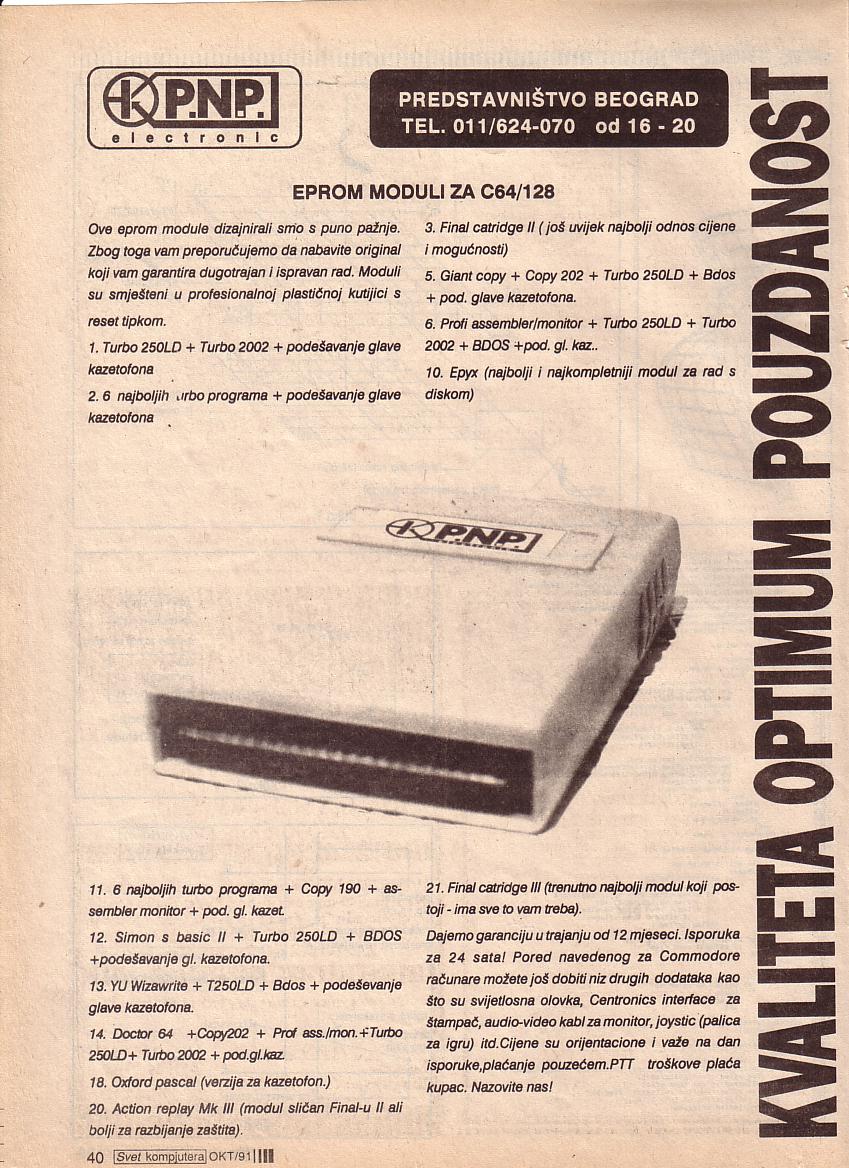 P.N.P.
electronic
PREDSTAVNIŠTVO BEOGRAD
TEL. 011/624-070 od 16 - 20
EPROM MODULI ZA C64/128
Ove eprom module dizajnirali smo s puno pažnje.
Zbog toga vam preporučujemo da nabavite original
koji vam garantira dugotrajan i ispravan rad. Moduli
su smješteni u profesionalnoj plastičnoj kutijici s
reset tipkom.
1. Turbo 250LD + Turbo 2002 + podešavanje glave
kazetofona
2. 6 najboljih urbo programa + podešavanje glave
kazetofona
3. Final catridge II ( još uvijek najbolji odnos cijene
i mogućnosti)
5. Giant copy + Copy 202 + Turbo 250LD + Bdos
+ pod. glave kazetofona.
6. Profi assembler/monitor + Turbo 250LD + Turbo
2002 + BDOS +pod. gl. kaz..
10. Epyx (najbolji i najkompletniji modul za rad s
diskom)
P.N.P.
11. 6 najboljih turbo programa + Copy 190 + as-
sembler monitor + pod. gl. kazet.
12. Simon s basic II + Turbo 250LD + BDOS
+podešavanje gl. kazetofona.
13. YU Wizawrite + T250LD + Bdos + podeševanje
glave kazetofona.
14. Doctor 64 +Copy202 + Prof ass./mon.+Turbo
250LD+ Turbo 2002 + pod.gl.kaz.
18. Oxford pascal (verzija za kazetofon.)
20. Action replay Mk III (modul sličan Final-u II ali
bolji za razbijanje zaštita).
21. Final catridge III (trenutno najbolji modul koji pos-
toji - ima sve to vam treba).
Dajemo garanciju u trajanju od 12 mjeseci. Isporuka
za 24 sata! Pored navedenog za Commodore
računare možete još dobiti niz drugih dodataka kao
što su svijetlosna olovka, Centronics interface za
štampač, audio-video kabl za monitor, joystic (palica
za igru) itd.Cijene su orijentacione i važe na dan
isporuke,plaćanje pouzećem.PTT troškove plaća
kupac. Nazovite nas!
KVALITETA OPTIMUM POUZDANOST
40 Svet kompjutera OKT/91